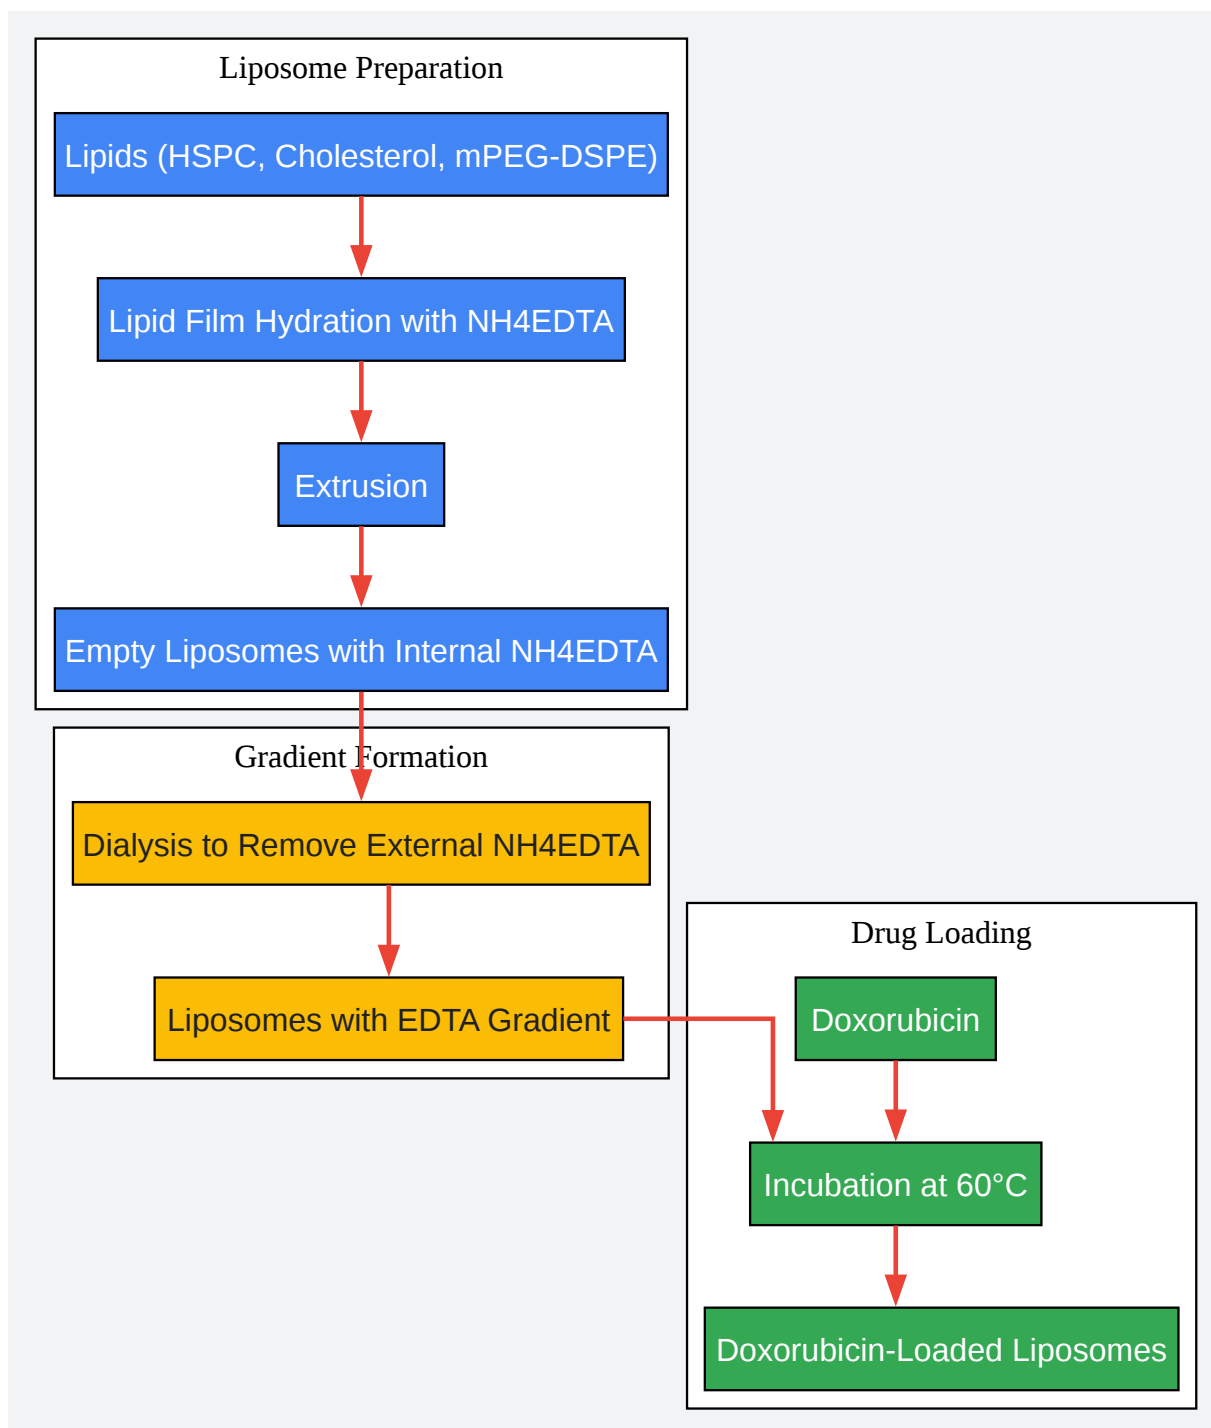 Liposome Preparation
Lipids (HSPC, Cholesterol, mPEG-DSPE)
Lipid Film Hydration with NH4EDTA
Extrusion
Empty Liposomes with Internal NH4EDTA
Gradient Formation
Dialysis to Remove External NH4EDTA
Liposomes with EDTA Gradient
Drug Loading
Doxorubicin
Incubation at 60°C
Doxorubicin-Loaded Liposomes